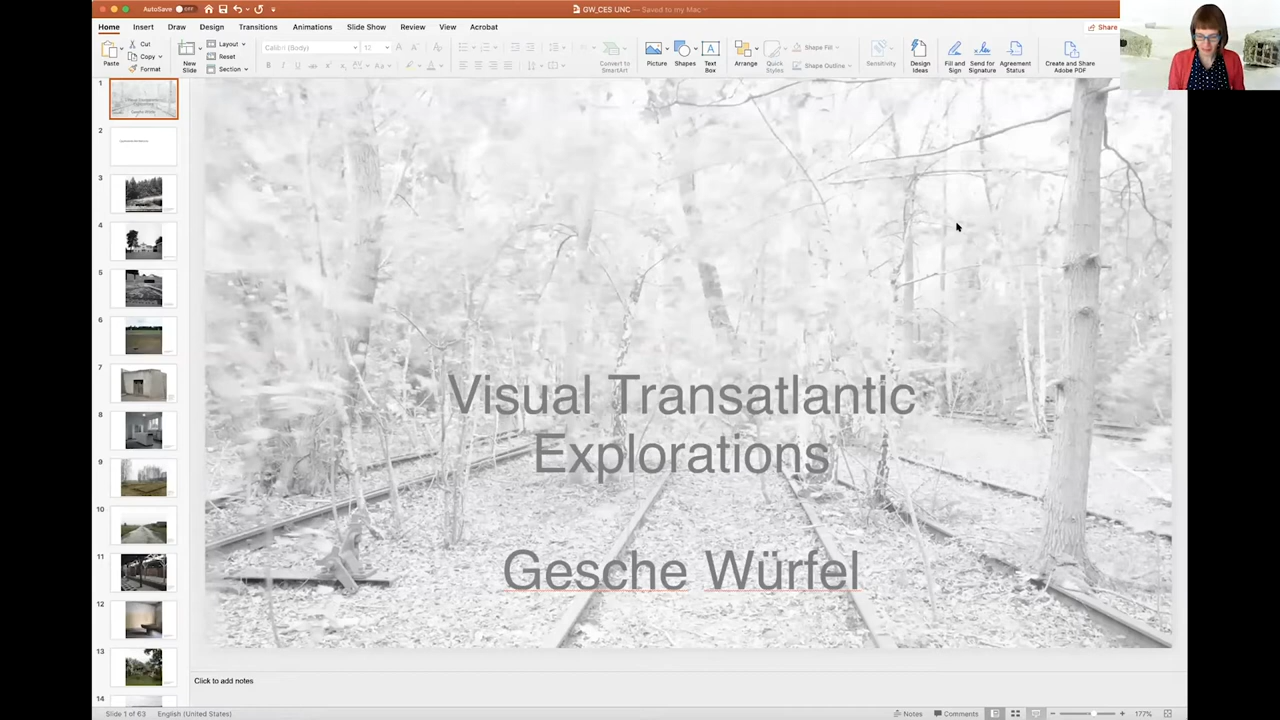 AutoSave OFF
GW_CES UNC — Saved to my Mac
Home Insert Draw Design Transitions Animations Slide Show Review View Acrobat
Share
Paste
Cut
Copy
Format
New Slide
Layout
Reset
Section
Calibri (Body) 12
Convert to SmartArt
Picture
Shapes
Text Box
Arrange
Quick Styles
Shape Fill
Shape Outline
Sensitivity
Design Ideas
Fill and Sign
Send for Signature
Agreement Status
Create and Share Adobe PDF
1
2
3
4
5
6
7
8
9
10
11
12
13
14
Visual Transatlantic
Explorations
Gesche Würfel
Click to add notes
Slide 1 of 63 English (United States)
Notes Comments 177%